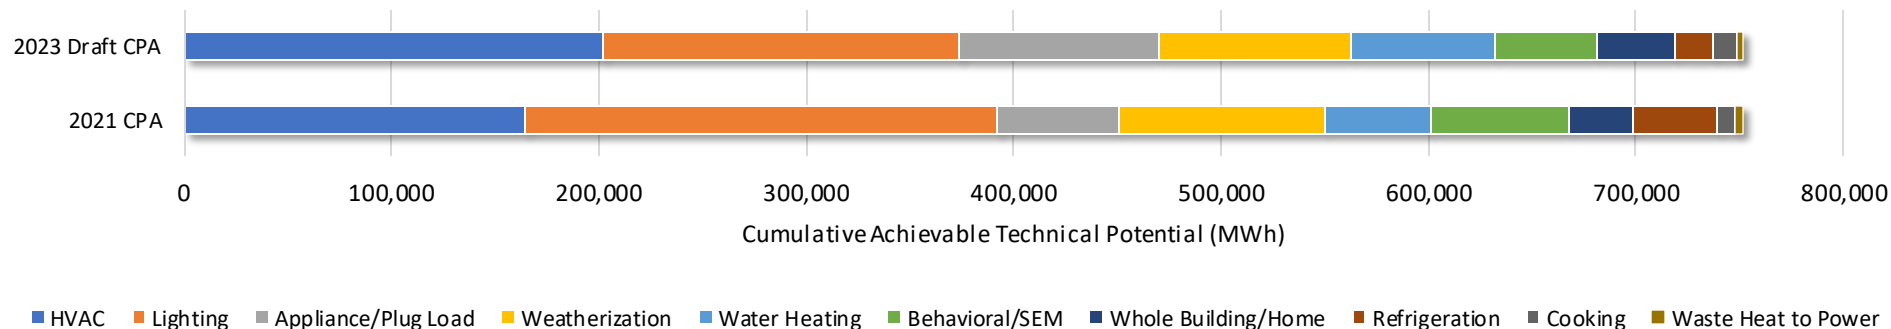 2023 Draft CPA
2021 CPA
0 100,000 200,000 300,000 400,000 500,000 600,000 700,000 800,000
Cumulative Achievable Technical Potential (MWh)
HVAC Lighting Appliance/Plug Load Weatherization Water Heating Behavioral/SEM Whole Building/Home Refrigeration Cooking Waste Heat to Power